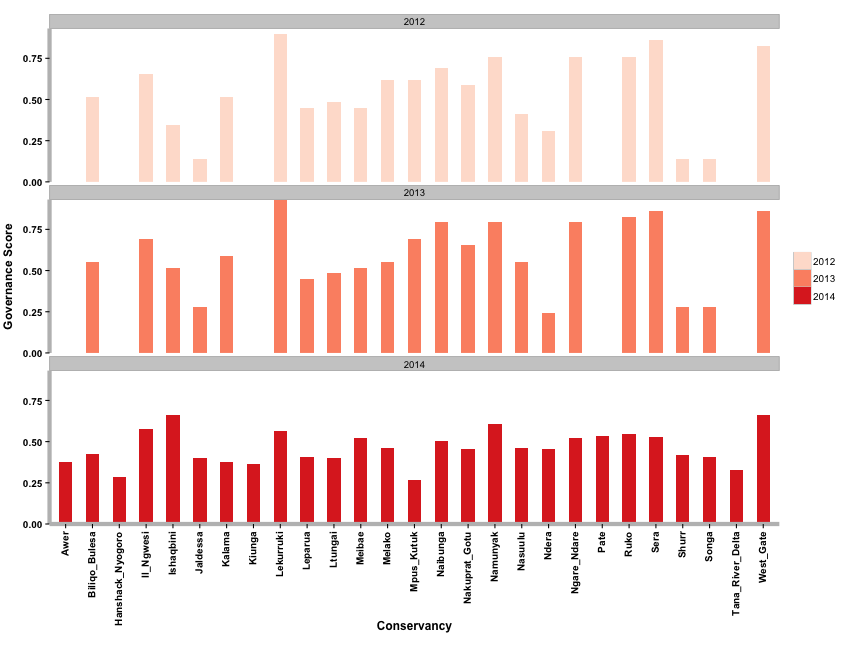 2012
0.75
0.50
0.25
0.00
2013
0.75
0.50
0.25
0.00
2014
0.75
0.50
0.25
0.00
Governance Score
Awer
Biliqo_Bulesa
Hanshack_Nyogoro
Il_Ngwesi
Ishaqbini
Jaldessa
Kalama
Kiunga
Lekurruki
Leparua
Ltungai
Meibae
Melako
Mpus_Kutuk
Naibunga
Nakuprat_Gotu
Namunyak
Nasuulu
Ndera
Ngare_Ndare
Pate
Ruko
Sera
Shurr
Songa
Tana_River_Delta
West_Gate
Conservancy
2012
2013
2014